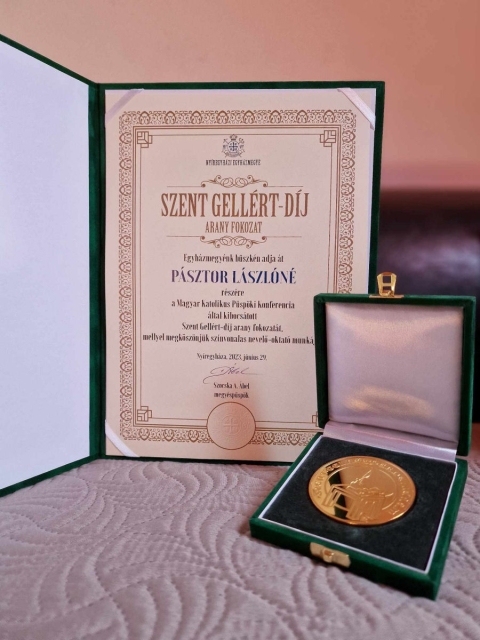 NYÍREGYHÁZI EGYHÁZMEGYE
SZENT GELLÉRT-DÍJ
ARANY FOKOZAT
Egyházmegyénk büszkén adja át
PÁSZTOR LÁSZLÓNÉ
részére
a Magyar Katolikus Püspöki Konferencia
által kibocsátott
Szent Gellért-díj arany fokozatát,
mellyel megköszönjük színvonalas nevelő-oktató munká
Nyíregyháza, 2023. június 29.
Szocska A. Ábel
megyéspüspök